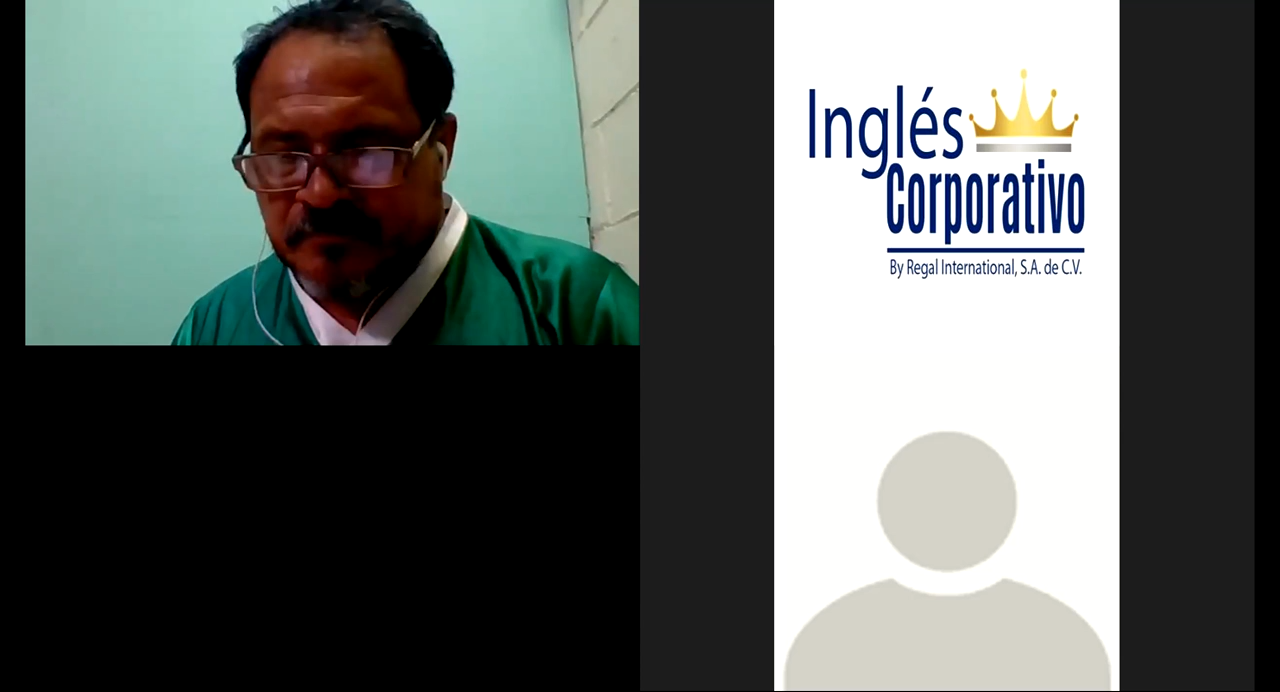 Inglés
Corporativo
By Regal International, S.A. de C.V.